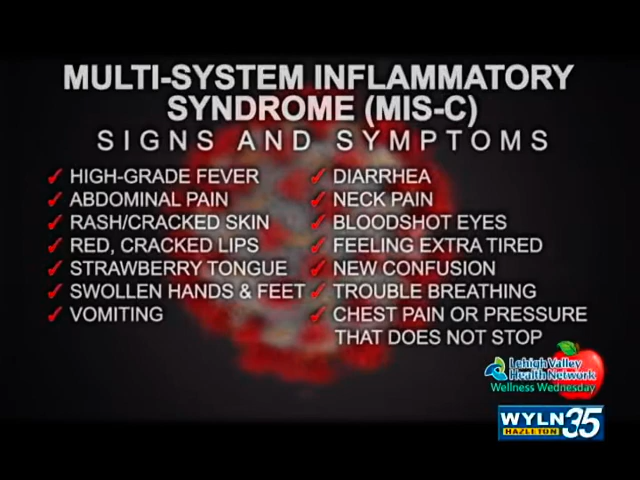 MULTI-SYSTEM INFLAMMATORY
SYNDROME (MIS-C)
SIGNS AND SYMPTOMS
HIGH-GRADE FEVER
ABDOMINAL PAIN
RASH/CRACKED SKIN
RED, CRACKED LIPS
STRAWBERRY TONGUE
SWOLLEN HANDS & FEET
VOMITING
DIARRHEA
NECK PAIN
BLOODSHOT EYES
FEELING EXTRA TIRED
NEW CONFUSION
TROUBLE BREATHING
CHEST PAIN OR PRESSURE
THAT DOES NOT STOP
Lehigh Valley
Health Network
Wellness Wednesday
WYLN 35
HAZLETON